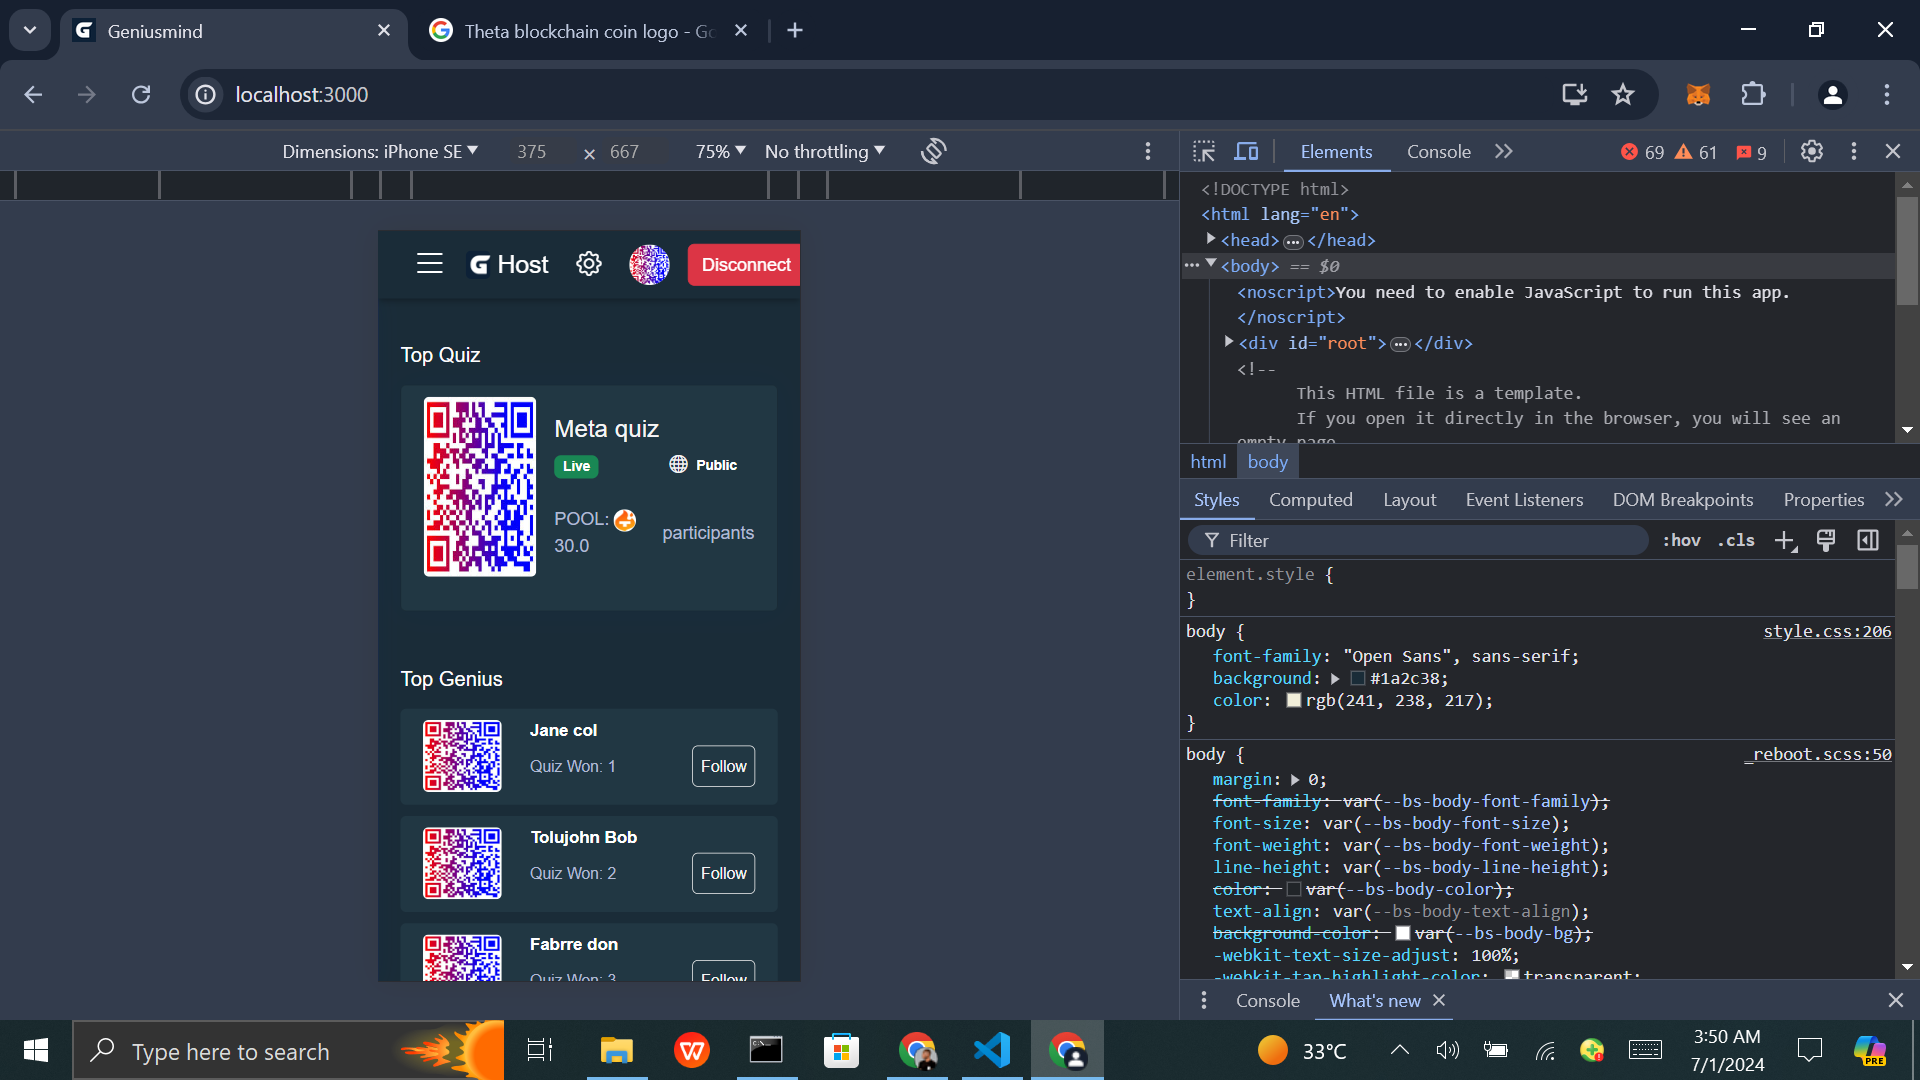 Geniusmind
Theta blockchain coin logo - Go
localhost:3000
Dimensions: iPhone SE
375 × 667
75%
No throttling
Elements
Console
69
61
9
Host
Disconnect
Top Quiz
Meta quiz
Live
Public
POOL:
30.0
participants
Top Genius
Jane col
Quiz Won: 1
Follow
Tolujohn Bob
Quiz Won: 2
Follow
Fabrre don
Quiz Won: 3
Follow
<!DOCTYPE html>
<html lang="en">
<head> ••• </head>
••• <body> == $0
<noscript>You need to enable JavaScript to run this app.
</noscript>
<div id="root"> ••• </div>
<!--
This HTML file is a template.
If you open it directly in the browser, you will see an
empty page.
html body
Styles Computed Layout Event Listeners DOM Breakpoints Properties
Filter
:hov .cls
element.style {
}
body { style.css:206
font-family: "Open Sans", sans-serif;
background: #1a2c38;
color: rgb(241, 238, 217);
}
body { _reboot.scss:50
margin: 0;
font-family: var(--bs-body-font-family);
font-size: var(--bs-body-font-size);
font-weight: var(--bs-body-font-weight);
line-height: var(--bs-body-line-height);
color: var(--bs-body-color);
text-align: var(--bs-body-text-align);
background-color: var(--bs-body-bg);
-webkit-text-size-adjust: 100%;
-webkit-tap-highlight-color: transparent;
Console What's new
Type here to search
33°C
3:50 AM
7/1/2024
PRE